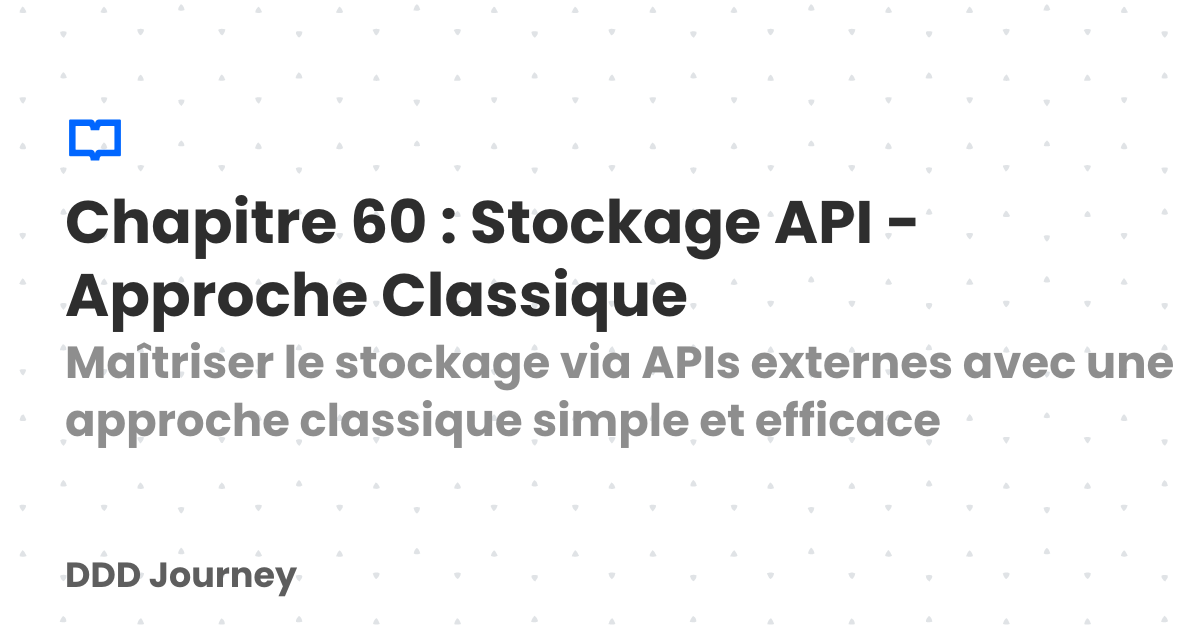 Chapitre 60 : Stockage API -
Approche Classique
Maîtriser le stockage via APIs externes avec une
approche classique simple et efficace
DDD Journey